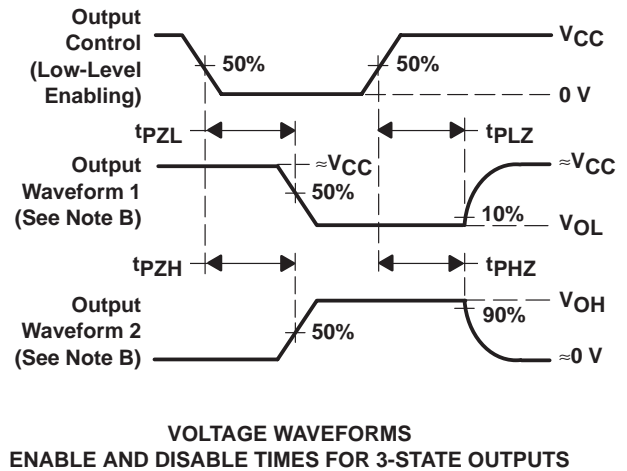 Output
Control
(Low-Level
Enabling)
50%
50%
VCC
0 V
tPZL
tPLZ
Output
Waveform 1
(See Note B)
≈VCC
50%
≈VCC
10%
VOL
tPZH
tPHZ
Output
Waveform 2
(See Note B)
50%
VOH
90%
≈0 V
VOLTAGE WAVEFORMS
ENABLE AND DISABLE TIMES FOR 3-STATE OUTPUTS